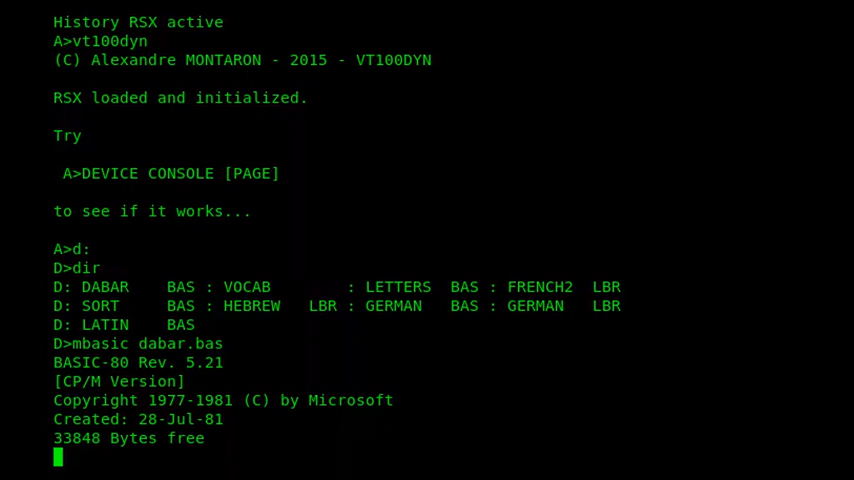 History RSX active
A>vt100dyn
(C) Alexandre MONTARON - 2015 - VT100DYN
RSX loaded and initialized.
Try
A>DEVICE CONSOLE [PAGE]
to see if it works...
A>d:
D>dir
D: DABAR    BAS : VOCAB        : LETTERS  BAS : FRENCH2  LBR
D: SORT     BAS : HEBREW   LBR : GERMAN   BAS : GERMAN   LBR
D: LATIN    BAS
D>mbasic dabar.bas
BASIC-80 Rev. 5.21
[CP/M Version]
Copyright 1977-1981 (C) by Microsoft
Created: 28-Jul-81
33848 Bytes free